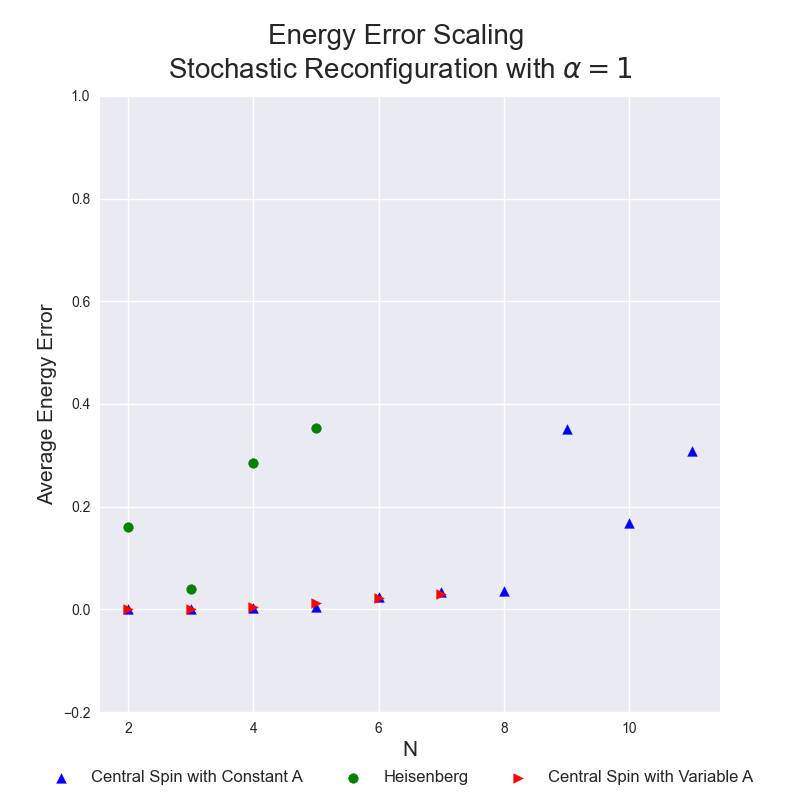 Energy Error Scaling
Stochastic Reconfiguration with α = 1
1.0
0.8
0.6
0.4
0.2
0.0
−0.2
Average Energy Error
2 4 6 8 10
N
Central Spin with Constant A Heisenberg Central Spin with Variable A